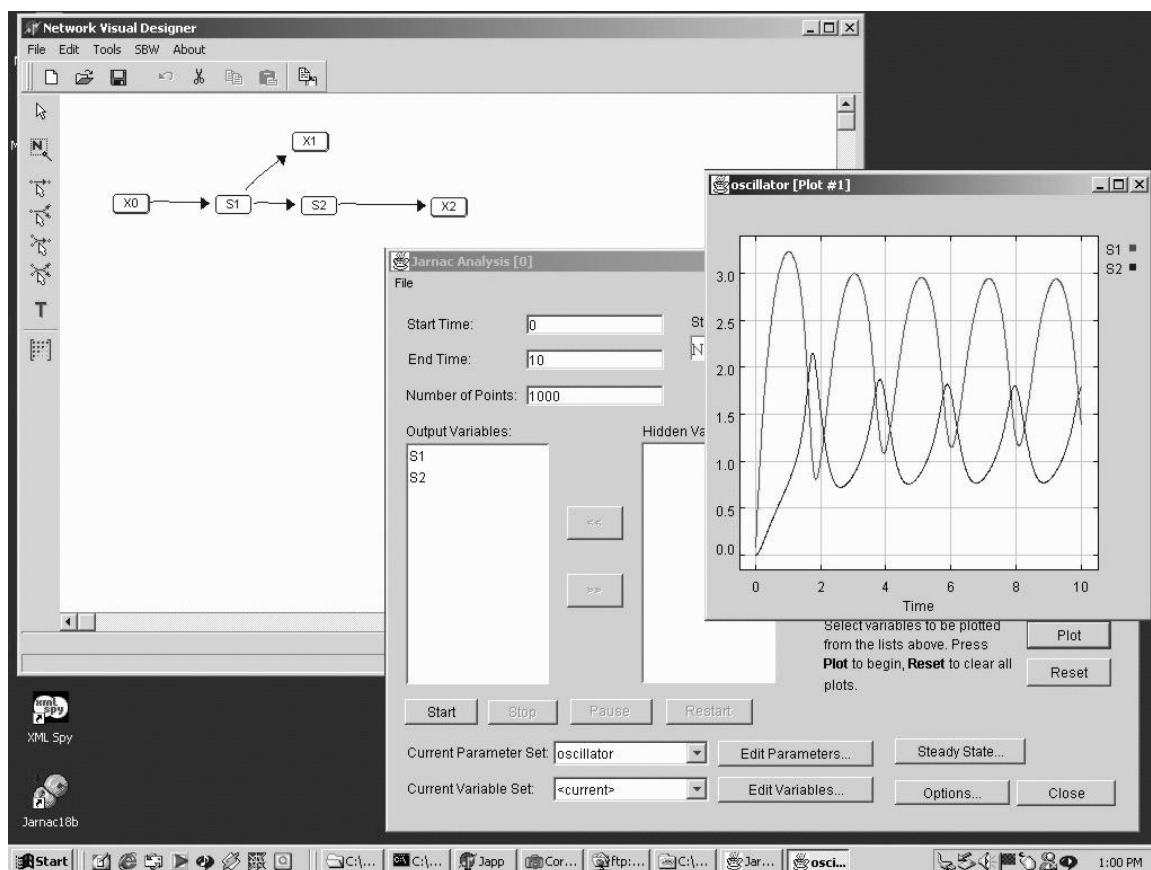 Network Visual Designer
File Edit Tools SBW About
N
T
X1
X0
S1
S2
X2
oscillator [Plot #1]
S1
S2
3.0
2.5
2.0
1.5
1.0
0.5
0.0
0 2 4 6 8 10
Time
Jarnac Analysis [0]
File
Start Time: 0
End Time: 10
Number of Points: 1000
St
N
Output Variables:
Hidden Va
S1
S2
<<
>>
Select variables to be plotted
from the lists above. Press
Plot to begin, Reset to clear all
plots.
Plot
Reset
Start Stop Pause Restart
Current Parameter Set: oscillator Edit Parameters... Steady State...
Current Variable Set: <current> Edit Variables... Options... Close
xml spy
XML Spy
Jarnac18b
Start C:\... C:\... Japp Cor... ftp:... C:\... Jar... osci... 1:00 PM